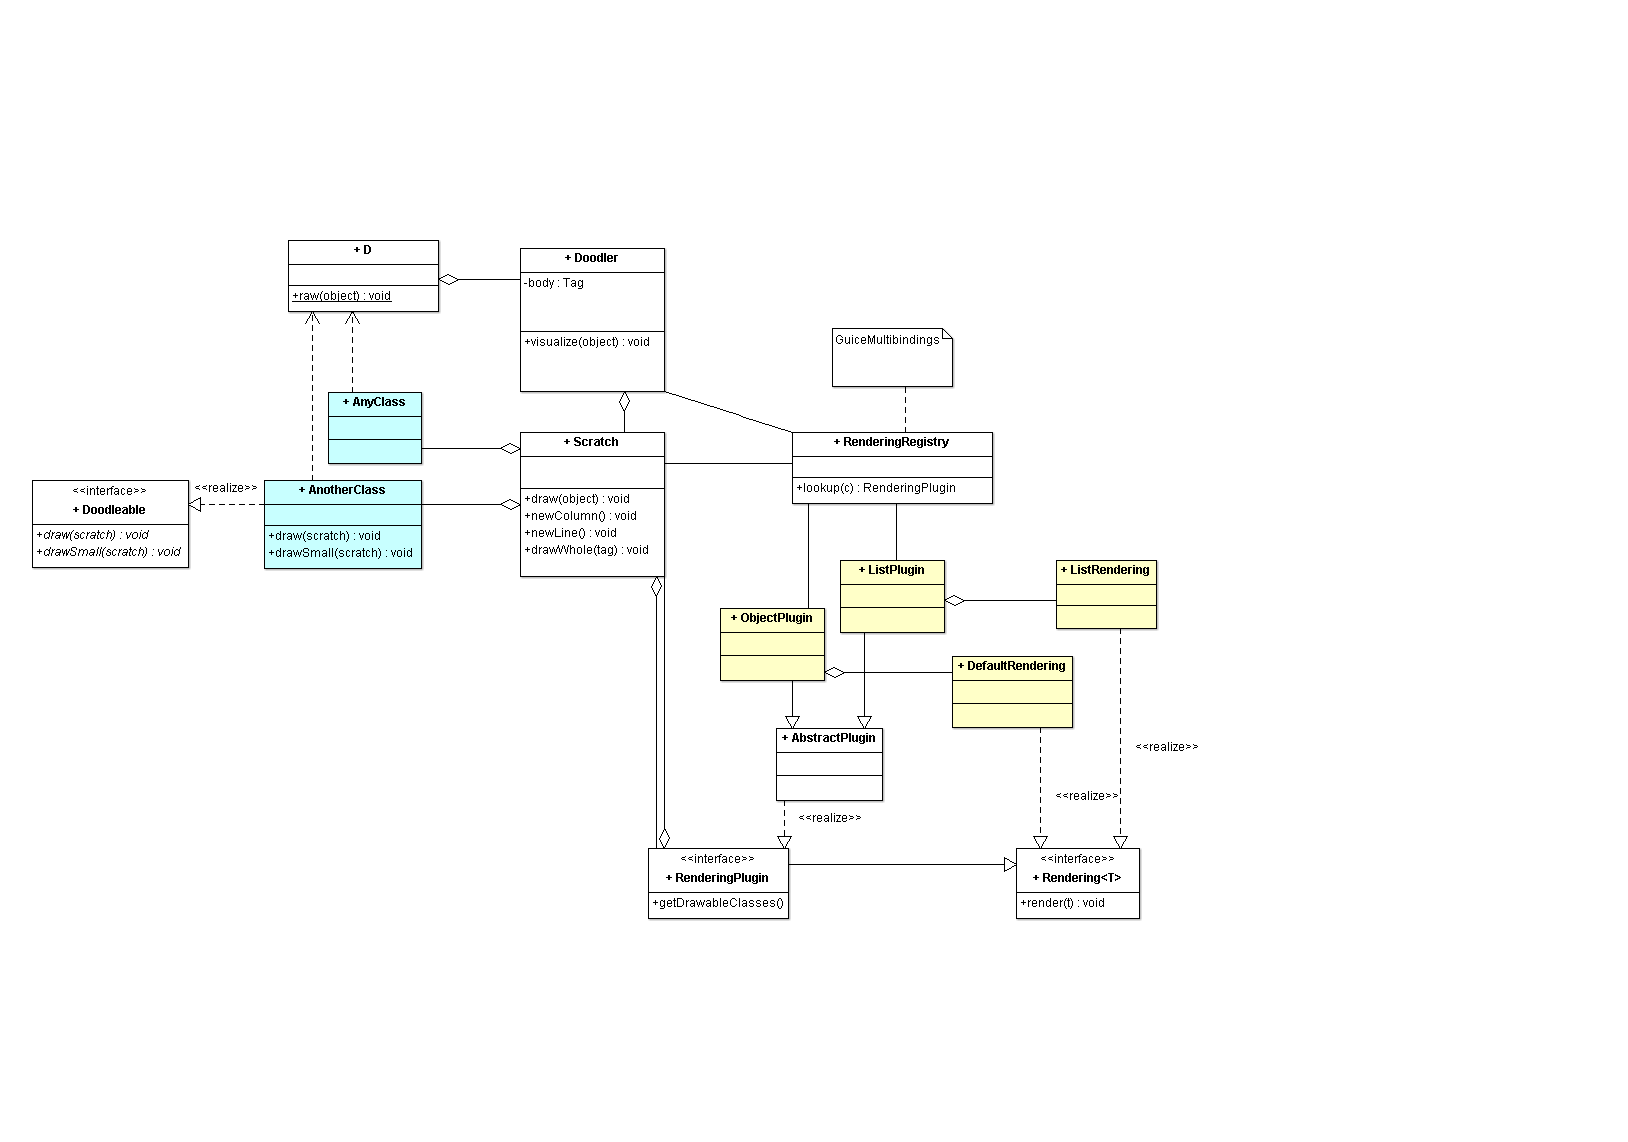 + D
+raw(object) : void
+ Doodler
-body : Tag
+visualize(object) : void
GuiceMultibindings
+ AnyClass
+ Scratch
+draw(object) : void
+newColumn() : void
+newLine() : void
+drawWhole(tag) : void
+ RenderingRegistry
+lookup(c) : RenderingPlugin
<<interface>>
+ Doodleable
+draw(scratch) : void
+drawSmall(scratch) : void
<<realize>>
+ AnotherClass
+draw(scratch) : void
+drawSmall(scratch) : void
+ ListPlugin
+ ListRendering
+ ObjectPlugin
+ DefaultRendering
+ AbstractPlugin
<<realize>>
<<realize>>
<<realize>>
<<interface>>
+ RenderingPlugin
+getDrawableClasses()
<<interface>>
+ Rendering<T>
+render(t) : void